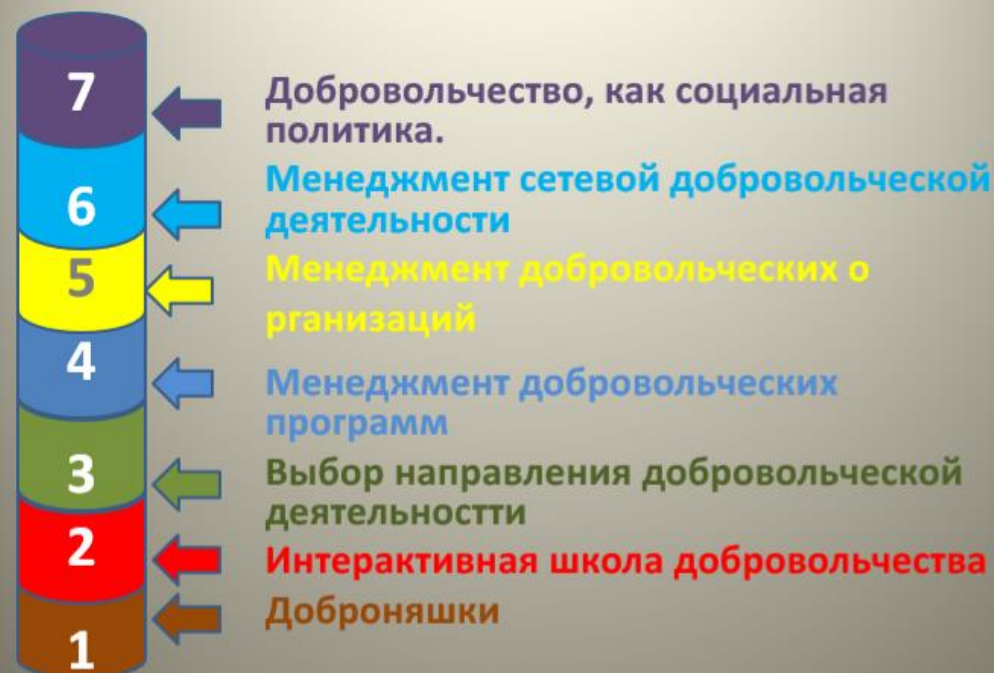 7
Добровольчество, как социальная
политика.
6
Менеджмент сетевой добровольческой
деятельности
5
Менеджмент добровольческих о
рганизаций
4
Менеджмент добровольческих
программ
3
Выбор направления добровольческой
деятельностти
2
Интерактивная школа добровольчества
1
Доброняшки